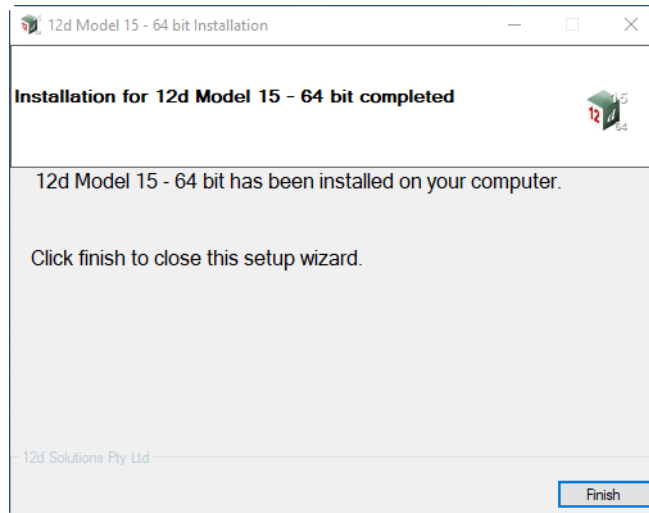 12d Model 15 - 64 bit Installation
Installation for 12d Model 15 - 64 bit completed
15
12 d
64
12d Model 15 - 64 bit has been installed on your computer.
Click finish to close this setup wizard.
12d Solutions Pty Ltd
Finish